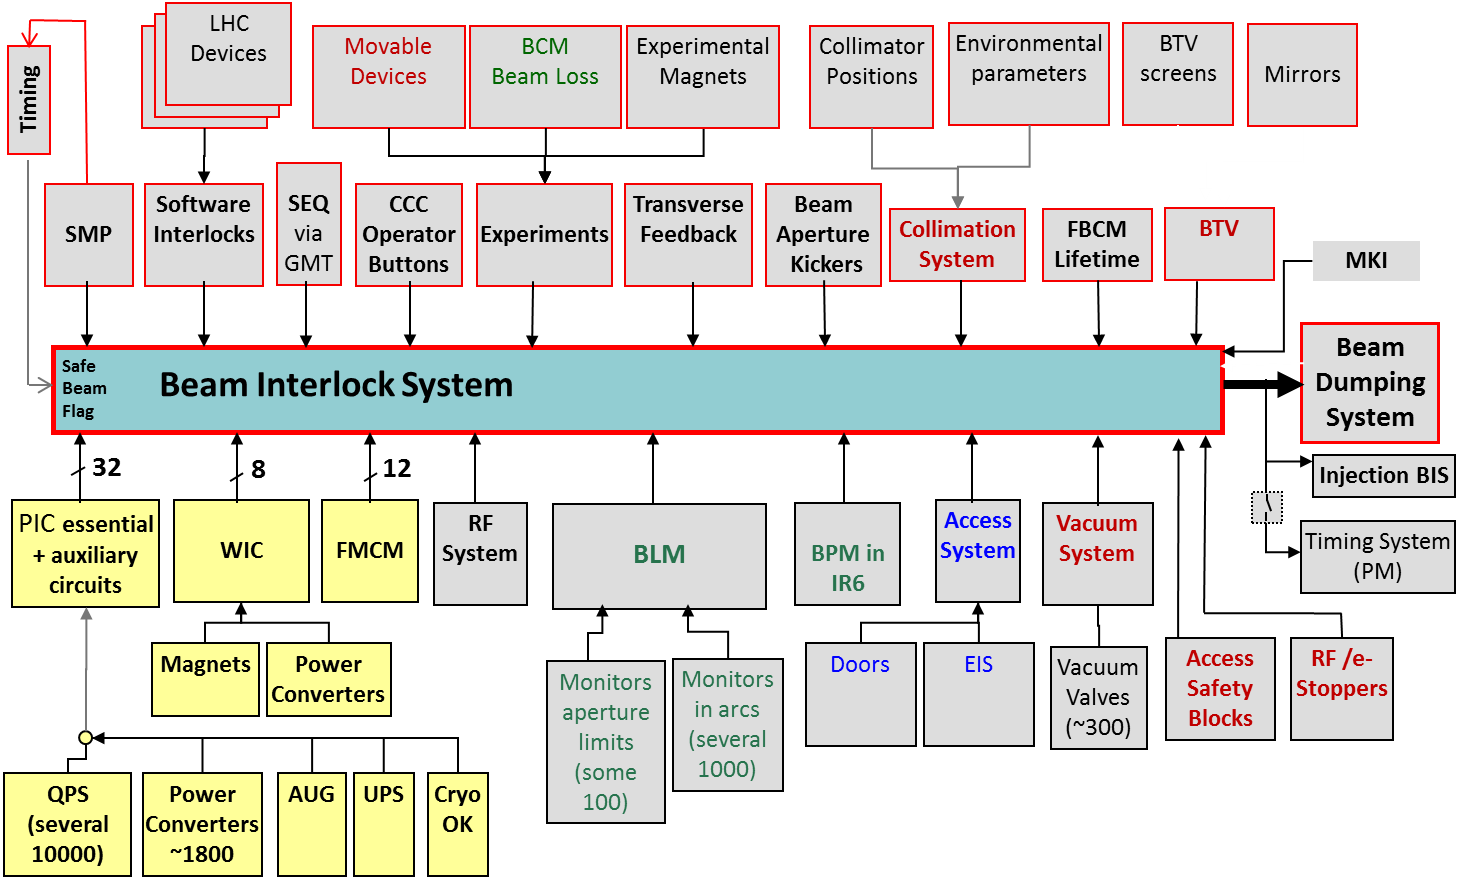 Timing
LHC
Devices
Movable
Devices
BCM
Beam Loss
Experimental
Magnets
Collimator
Positions
Environmental
parameters
BTV
screens
Mirrors
SMP
Software
Interlocks
SEQ
via
GMT
CCC
Operator
Buttons
Experiments
Transverse
Feedback
Beam
Aperture
Kickers
Collimation
System
FBCM
Lifetime
BTV
MKI
Safe
Beam
Flag
Beam Interlock System
Beam
Dumping
System
32
8
12
Injection BIS
Timing System
(PM)
PIC essential
+ auxiliary
circuits
WIC
FMCM
RF
System
BLM
BPM in
IR6
Access
System
Vacuum
System
Magnets
Power
Converters
Monitors
aperture
limits
(some
100)
Monitors
in arcs
(several
1000)
Doors
EIS
Vacuum
Valves
(~300)
Access
Safety
Blocks
RF /e-
Stoppers
QPS
(several
10000)
Power
Converters
~1800
AUG
UPS
Cryo
OK